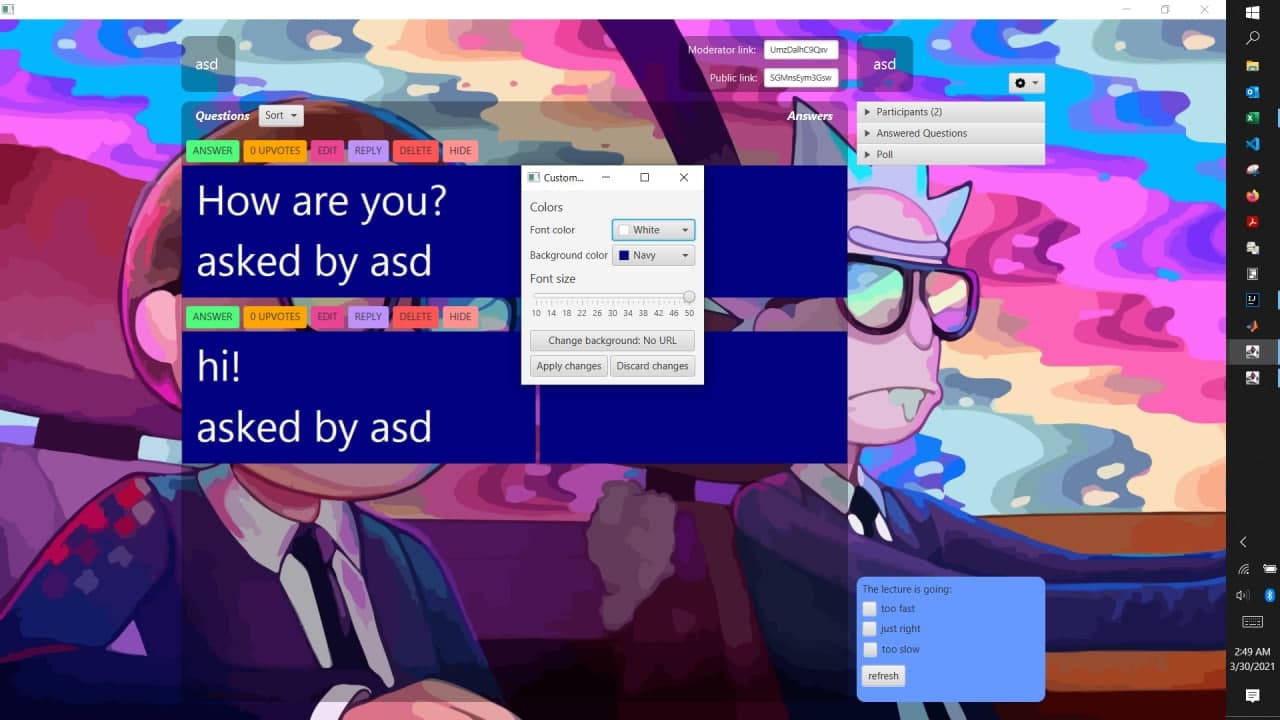 asd
Moderator link: UmzDalhC9Qxv
Public link: SGMnsEym3Gsw
asd
Questions Sort Answers
ANSWER 0 UPVOTES EDIT REPLY DELETE HIDE
How are you?
asked by asd
ANSWER 0 UPVOTES EDIT REPLY DELETE HIDE
hi!
asked by asd
Custom...
Colors
Font color White
Background color Navy
Font size
10 14 18 22 26 30 34 38 42 46 50
Change background: No URL
Apply changes Discard changes
Participants (2)
Answered Questions
Poll
The lecture is going:
too fast
just right
too slow
refresh
2:49 AM
3/30/2021